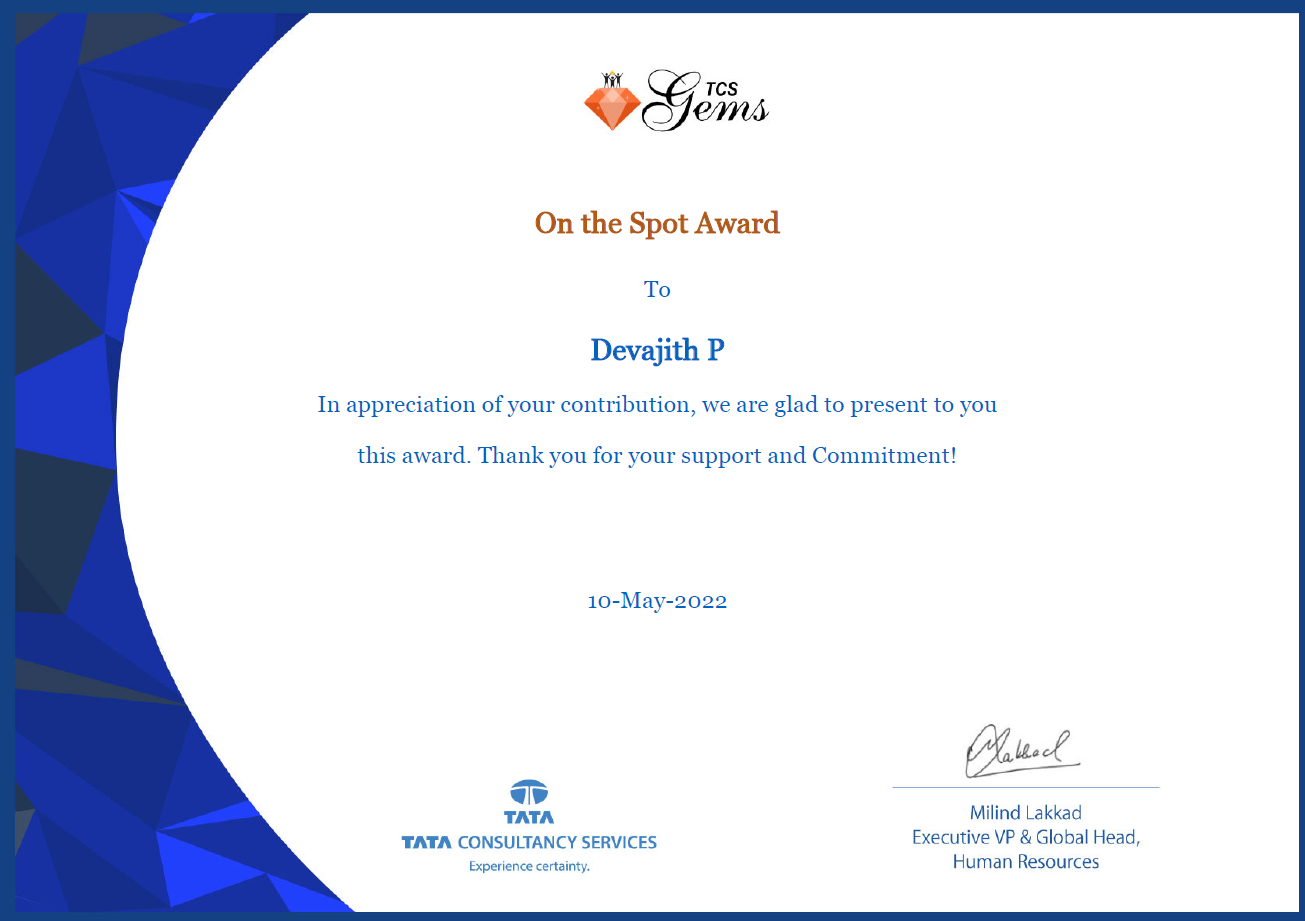 TCS
Gems
On the Spot Award
To
Devajith P
In appreciation of your contribution, we are glad to present to you
this award. Thank you for your support and Commitment!
10-May-2022
Lakkad
TATA
TATA CONSULTANCY SERVICES
Experience certainty.
Milind Lakkad
Executive VP & Global Head,
Human Resources